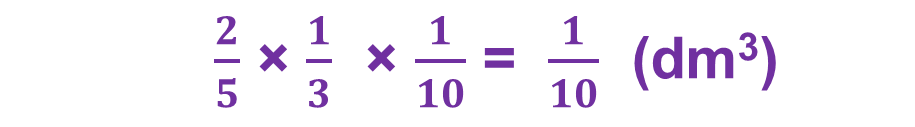 2/5 × 1/3 × 1/10 = 1/10 (dm³)